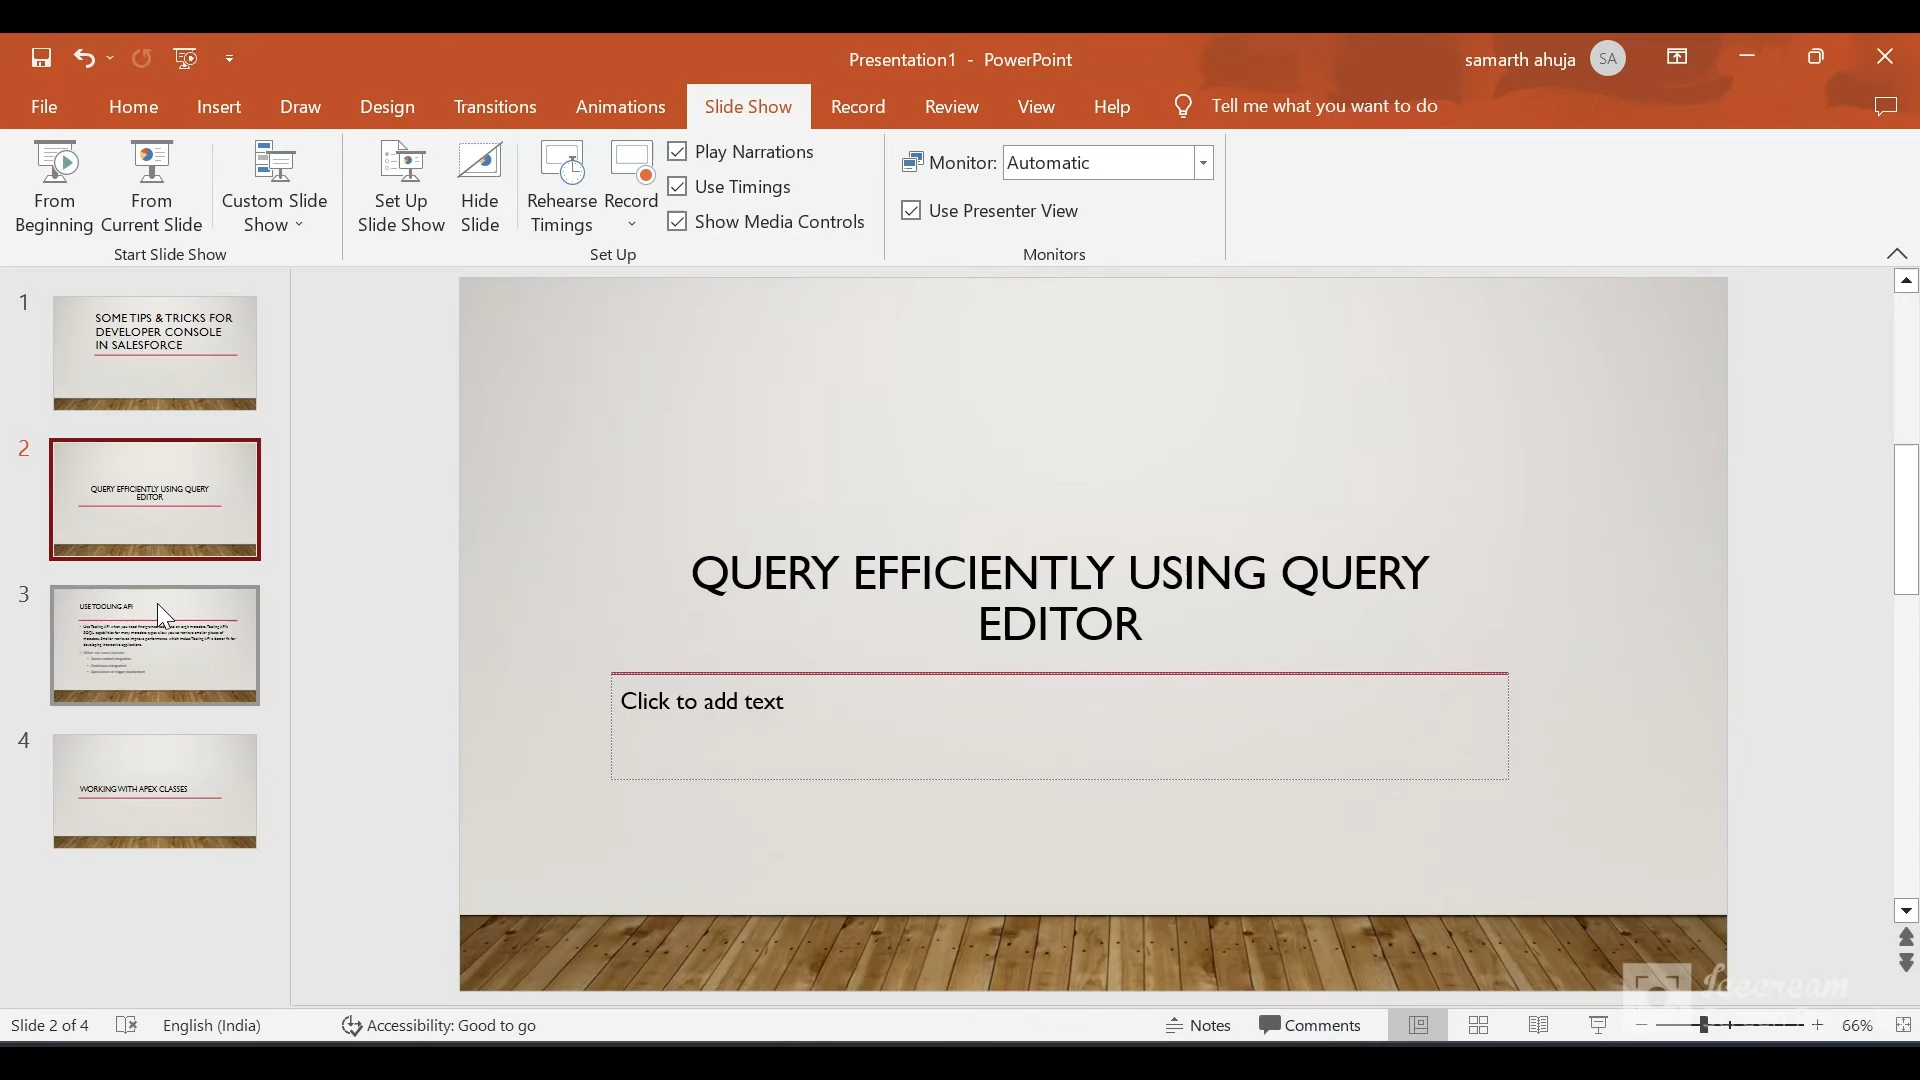 Presentation1 - PowerPoint
samarth ahuja SA
File Home Insert Draw Design Transitions Animations Slide Show Record Review View Help Tell me what you want to do
From Beginning
From Current Slide
Custom Slide Show
Start Slide Show
Set Up Slide Show
Hide Slide
Rehearse Timings
Record
Play Narrations
Use Timings
Show Media Controls
Set Up
Monitor: Automatic
Use Presenter View
Monitors
1
SOME TIPS & TRICKS FOR
DEVELOPER CONSOLE
IN SALESFORCE
2
QUERY EFFICIENTLY USING QUERY
EDITOR
3
USE TOOLING API
4
WORKING WITH APEX CLASSES
QUERY EFFICIENTLY USING QUERY
EDITOR
Click to add text
Icecream
Slide 2 of 4 English (India) Accessibility: Good to go Notes Comments 66%